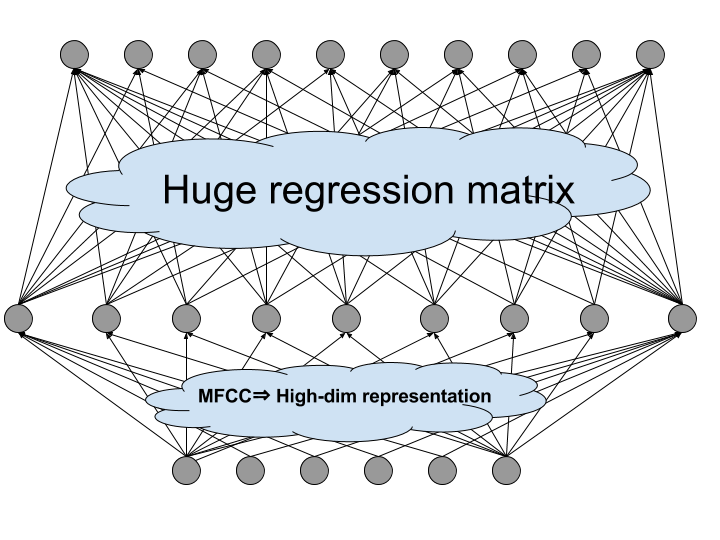 Huge regression matrix
MFCC⇒ High-dim representation